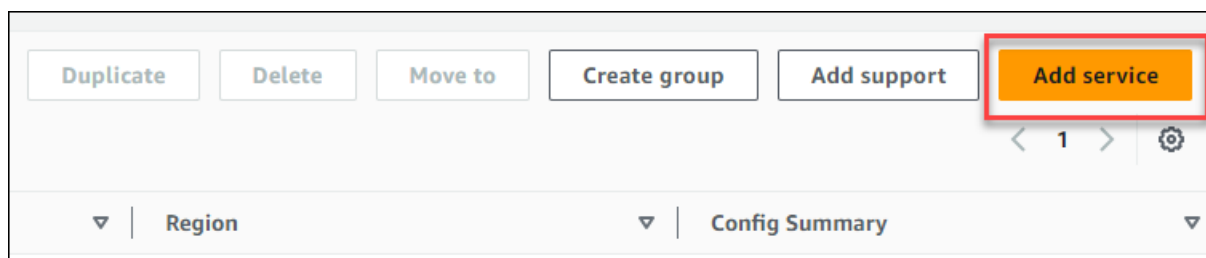 Duplicate Delete Move to Create group Add support Add service
1
Region Config Summary